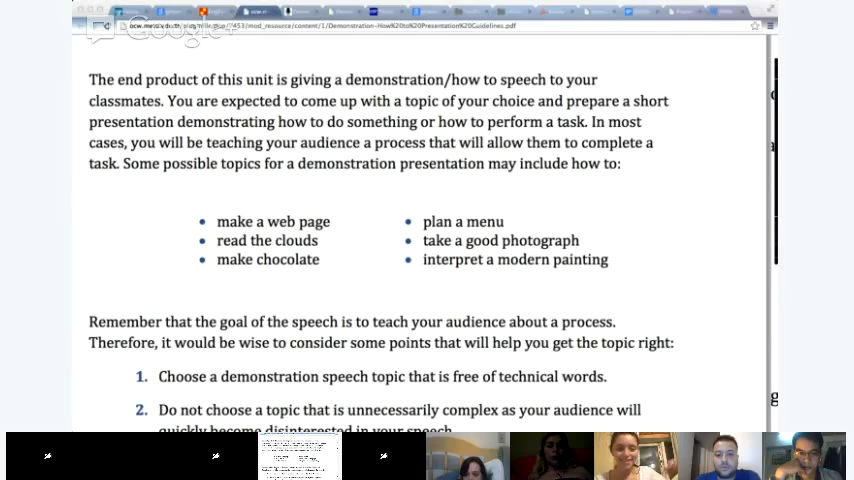 Google+
The end product of this unit is giving a demonstration/how to speech to your
classmates. You are expected to come up with a topic of your choice and prepare a short
presentation demonstrating how to do something or how to perform a task. In most
cases, you will be teaching your audience a process that will allow them to complete a
task. Some possible topics for a demonstration presentation may include how to:
• make a web page
• read the clouds
• make chocolate
• plan a menu
• take a good photograph
• interpret a modern painting
Remember that the goal of the speech is to teach your audience about a process.
Therefore, it would be wise to consider some points that will help you get the topic right:
1. Choose a demonstration speech topic that is free of technical words.
2. Do not choose a topic that is unnecessarily complex as your audience will
quickly become disinterested in your speech